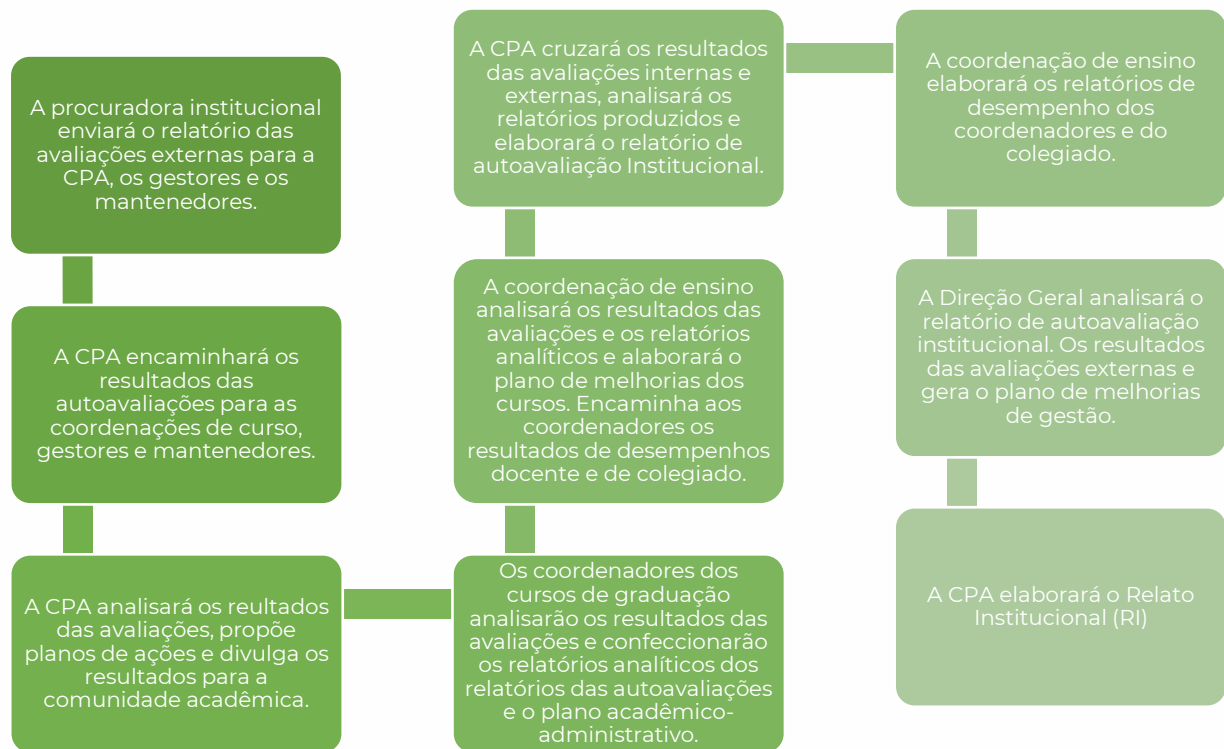 A procuradora institucional
enviará o relatório das
avaliações externas para a
CPA, os gestores e os
mantenedores.
A CPA encaminhará os
resultados das
autoavaliações para as
coordenações de curso,
gestores e mantenedores.
A CPA analisará os reultados
das avaliações, propõe
planos de ações e divulga os
resultados para a
comunidade acadêmica.
Os coordenadores dos
cursos de graduação
analisarão os resultados das
avaliações e confeccionarão
os relatórios analíticos dos
relatórios das autoavaliações
e o plano acadêmico-
administrativo.
A coordenação de ensino
analisará os resultados das
avaliações e os relatórios
analíticos e alaborará o
plano de melhorias dos
cursos. Encaminha aos
coordenadores os
resultados de desempenhos
docente e de colegiado.
A CPA cruzará os resultados
das avaliações internas e
externas, analisará os
relatórios produzidos e
elaborará o relatório de
autoavaliação Institucional.
A coordenação de ensino
elaborará os relatórios de
desempenho dos
coordenadores e do
colegiado.
A Direção Geral analisará o
relatório de autoavaliação
institucional. Os resultados
das avaliações externas e
gera o plano de melhorias
de gestão.
A CPA elaborará o Relato
Institucional (RI)